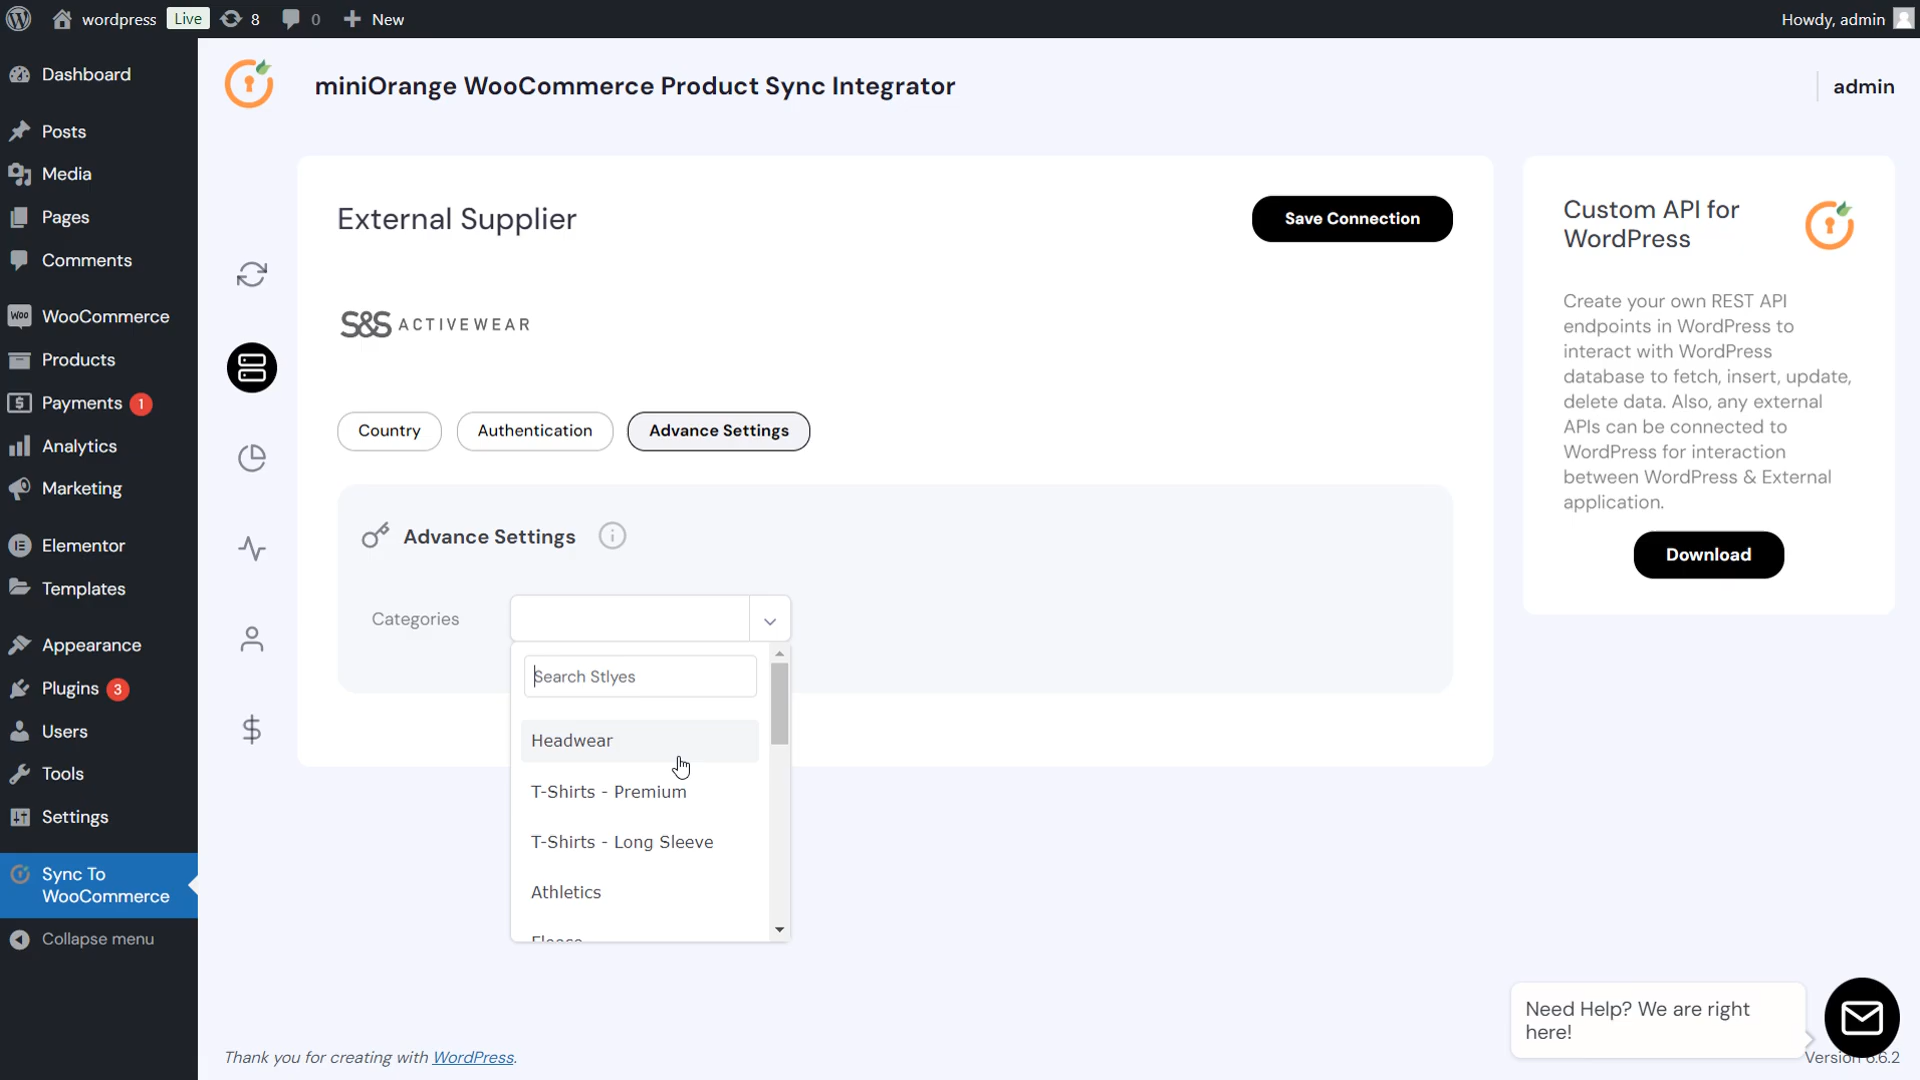 wordpress Live 8 0 New
Howdy, admin
Dashboard
Posts
Media
Pages
Comments
WooCommerce
Products
Payments 1
Analytics
Marketing
Elementor
Templates
Appearance
Plugins 3
Users
Tools
Settings
Sync To
WooCommerce
Collapse menu
miniOrange WooCommerce Product Sync Integrator
admin
External Supplier
Save Connection
S&S ACTIVEWEAR
Country
Authentication
Advance Settings
Advance Settings
Categories
Search Stlyes
Headwear
T-Shirts - Premium
T-Shirts - Long Sleeve
Athletics
Fleece
Custom API for
WordPress
Create your own REST API
endpoints in WordPress to
interact with WordPress
database to fetch, insert, update,
delete data. Also, any external
APIs can be connected to
WordPress for interaction
between WordPress & External
application.
Download
Need Help? We are right
here!
Thank you for creating with WordPress.
Version 6.6.2